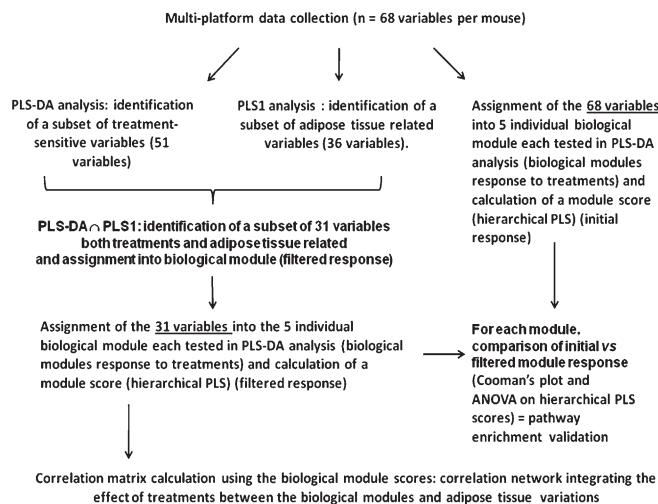 Multi-platform data collection (n = 68 variables per mouse)
PLS-DA analysis: identification
of a subset of treatment-
sensitive variables (51
variables)
PLS1 analysis : identification of a
subset of adipose tissue related
variables (36 variables).
Assignment of the 68 variables
into 5 individual biological
module each tested in PLS-DA
analysis (biological modules
response to treatments) and
calculation of a module score
(hierarchical PLS) (initial
response)
PLS-DA∩PLS1: identification of a subset of 31 variables
both treatments and adipose tissue related
and assignment into biological module (filtered response)
Assignment of the 31 variables into the 5 individual
biological module each tested in PLS-DA analysis (biological
modules response to treatments) and calculation of a
module score (hierarchical PLS) (filtered response)
For each module,
comparison of initial vs
filtered module response
(Cooman's plot and
ANOVA on hierarchical PLS
scores) = pathway
enrichment validation
Correlation matrix calculation using the biological module scores: correlation network integrating the
effect of treatments between the biological modules and adipose tissue variations